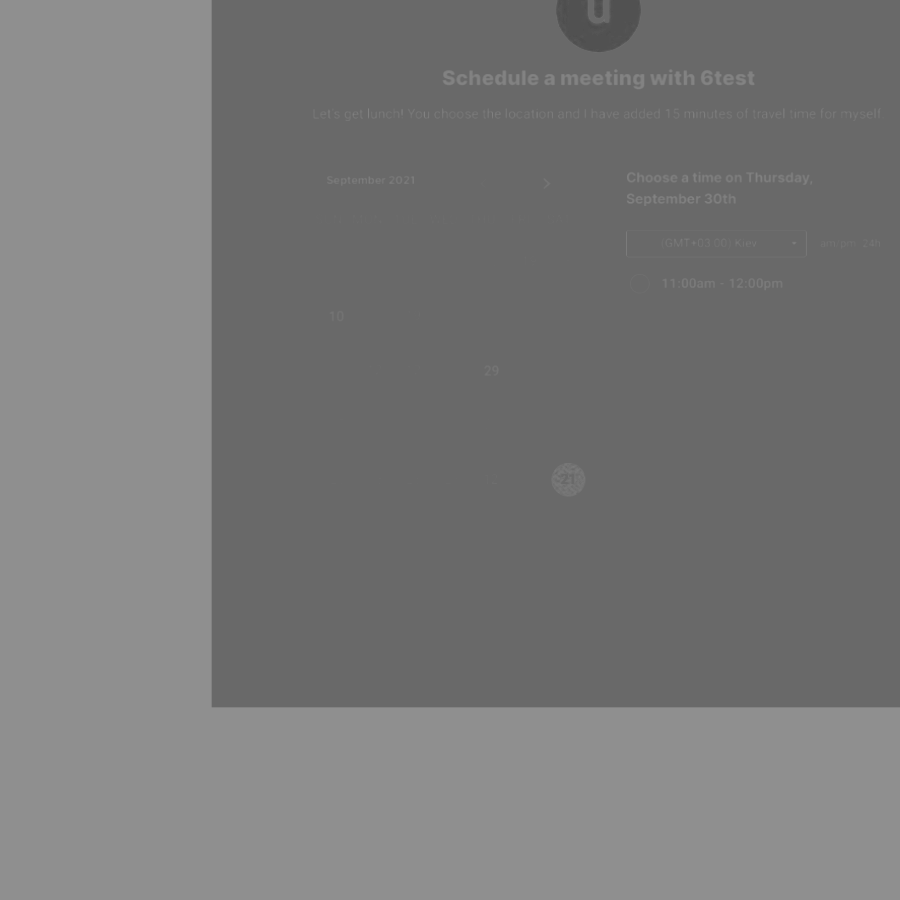 u
Schedule a meeting with 6test
Let's get lunch! You choose the location and I have added 15 minutes of travel time for myself
September 2021
Choose a time on Thursday,
September 30th
(GMT+03:00) Kiev
am/pm 24h
11:00am - 12:00pm
10
29
21